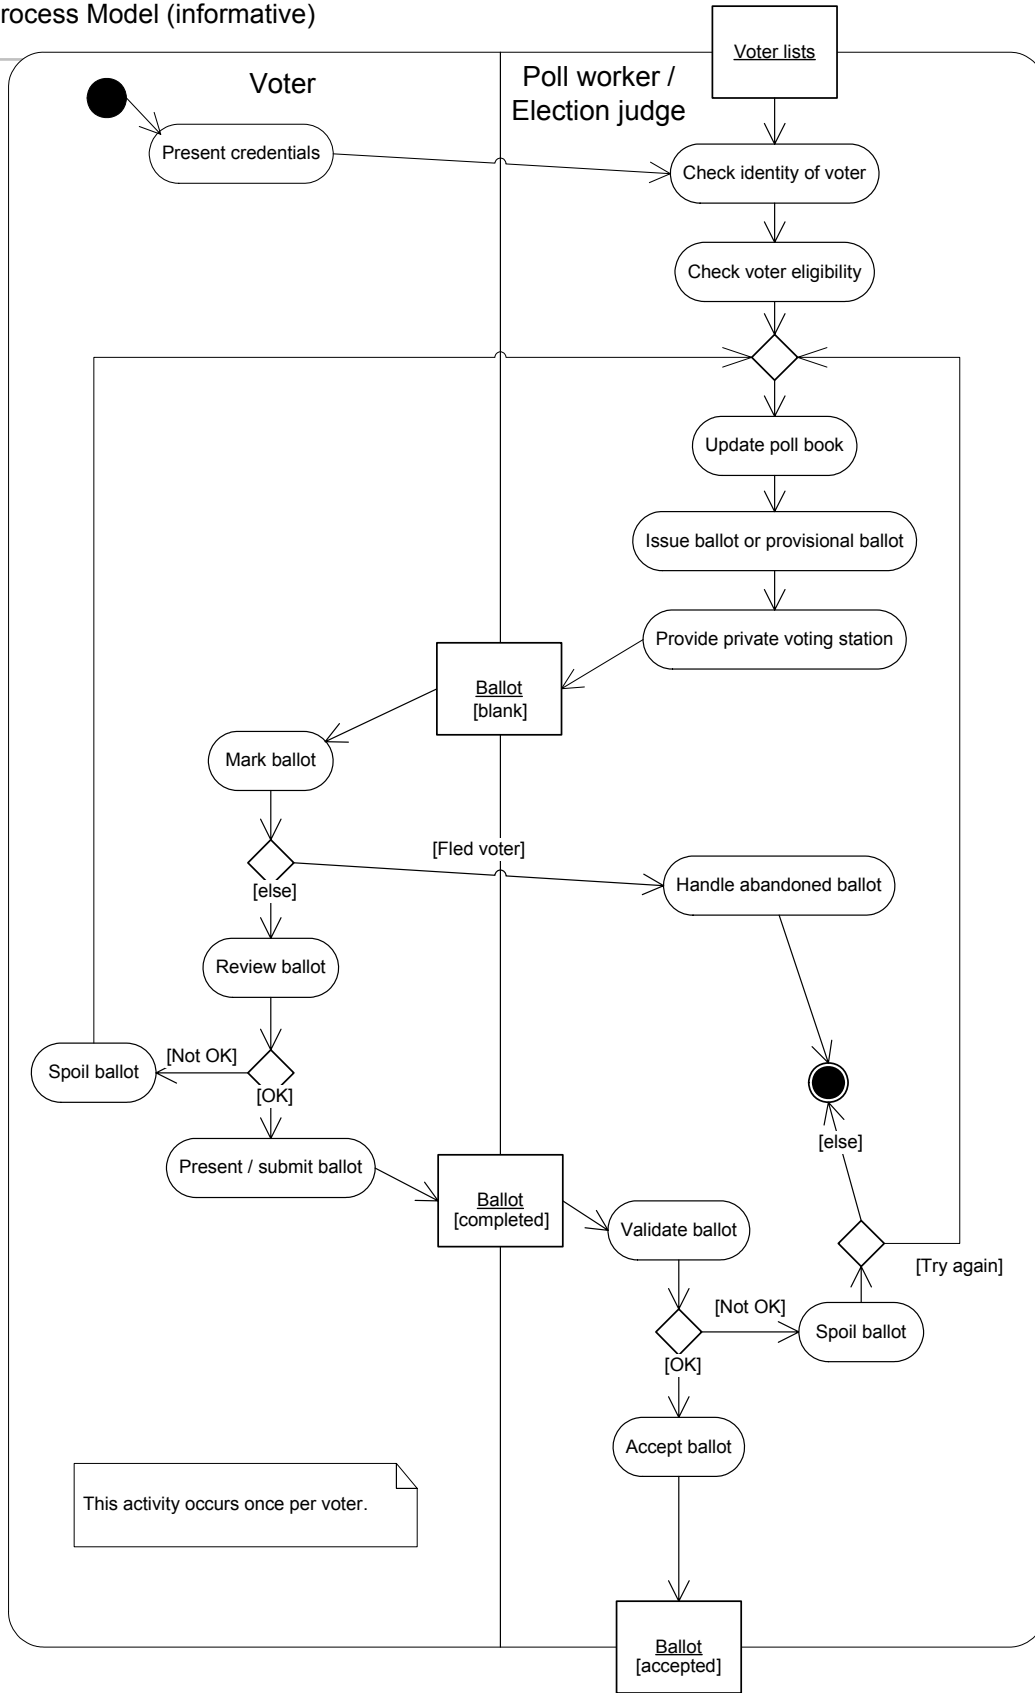 rocess Model (informative)
Voter lists
Voter
Poll worker /
Election judge
Present credentials
Check identity of voter
Check voter eligibility
Update poll book
Issue ballot or provisional ballot
Provide private voting station
Ballot
[blank]
Mark ballot
[Fled voter]
[else]
Handle abandoned ballot
Review ballot
[Not OK]
Spoil ballot
[OK]
[else]
Present / submit ballot
Ballot
[completed]
Validate ballot
[Try again]
[Not OK]
Spoil ballot
[OK]
Accept ballot
This activity occurs once per voter.
Ballot
[accepted]